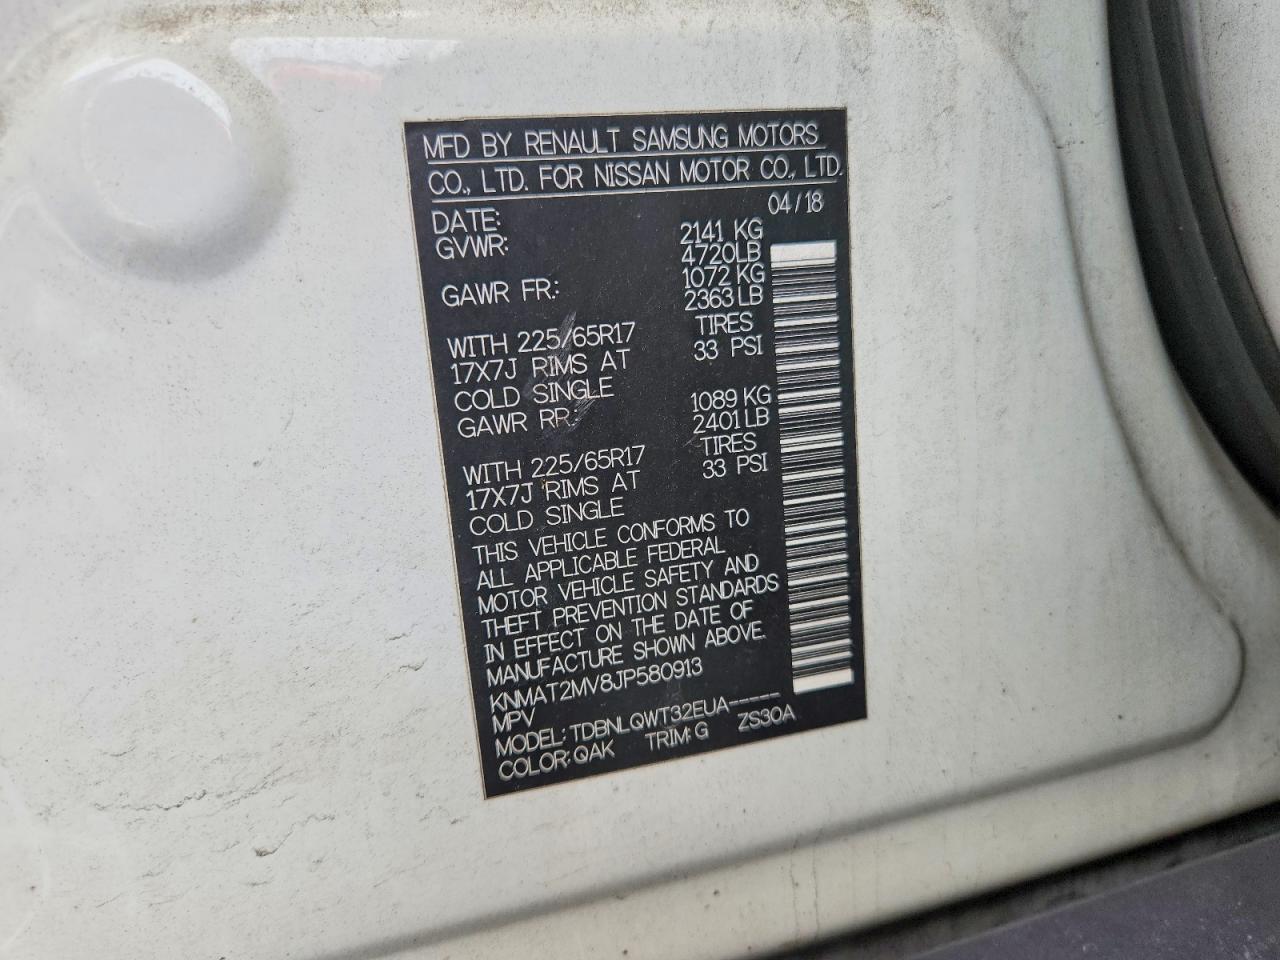 MFD BY RENAULT SAMSUNG MOTORS
CO., LTD. FOR NISSAN MOTOR CO., LTD.
DATE: 04/18
GVWR: 2141 KG
4720LB
GAWR FR.: 1072 KG
2363LB
WITH 225/65R17 TIRES
17X7J RIMS AT 33 PSI
COLD SINGLE
GAWR RR.: 1089 KG
2401LB
WITH 225/65R17 TIRES
17X7J RIMS AT 33 PSI
COLD SINGLE
THIS VEHICLE CONFORMS TO
ALL APPLICABLE FEDERAL
MOTOR VEHICLE SAFETY AND
THEFT PREVENTION STANDARDS
IN EFFECT ON THE DATE OF
MANUFACTURE SHOWN ABOVE.
KNMAT2MV8JP580913
MPV
MODEL: TDBNLQWT32EUA-----
COLOR: QAK TRIM: G ZS30A